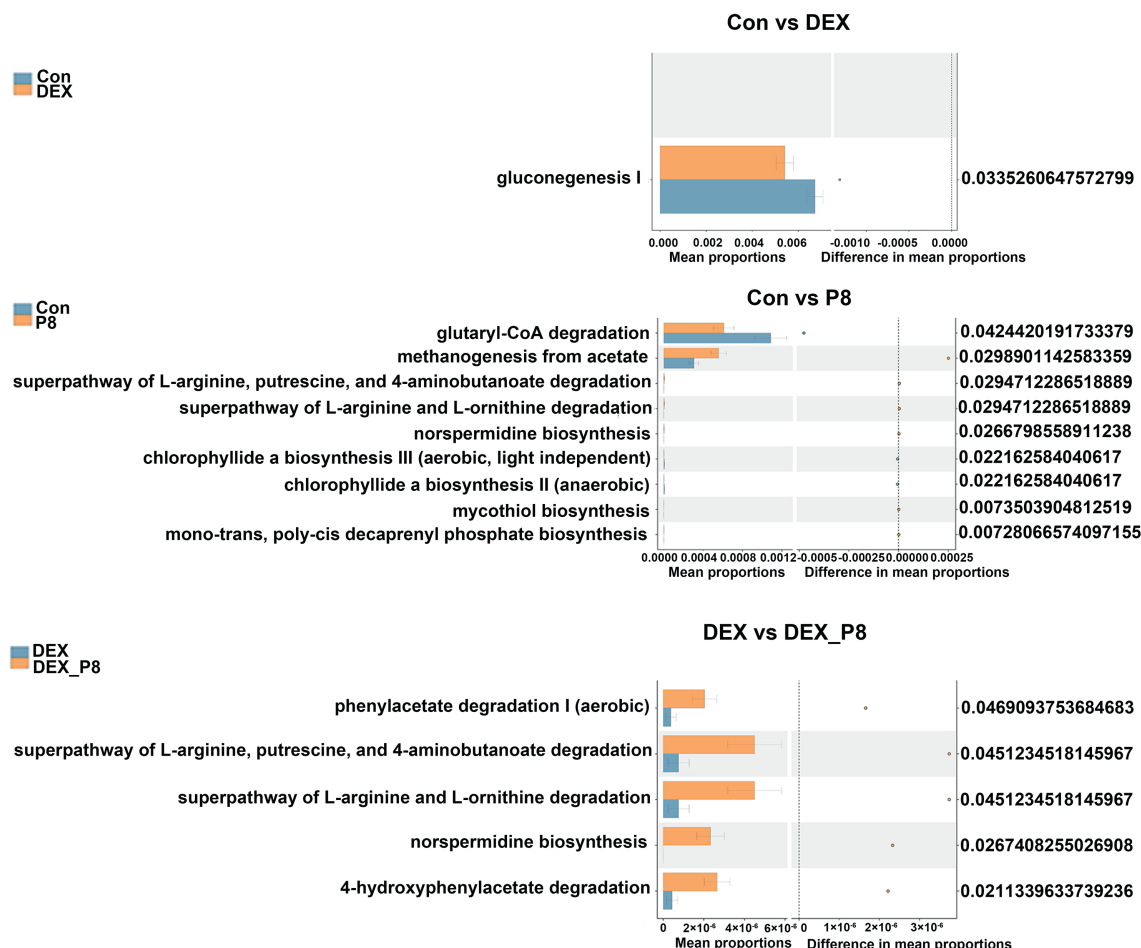 Con vs DEX
Con
DEX
gluconegenesis I
0.0335260647572799
0.000 0.002 0.004 0.006 -0.0010 -0.0005 0.0000
Mean proportions Difference in mean proportions
Con vs P8
Con
P8
glutaryl-CoA degradation 0.0424420191733379
methanogenesis from acetate 0.0298901142583359
superpathway of L-arginine, putrescine, and 4-aminobutanoate degradation 0.0294712286518889
superpathway of L-arginine and L-ornithine degradation 0.0294712286518889
norspermidine biosynthesis 0.0266798558911238
chlorophyllide a biosynthesis III (aerobic, light independent) 0.022162584040617
chlorophyllide a biosynthesis II (anaerobic) 0.022162584040617
mycothiol biosynthesis 0.0073503904812519
mono-trans, poly-cis decaprenyl phosphate biosynthesis 0.00728066574097155
0.0000 0.0004 0.0008 0.0012 -0.0005 -0.00025 0.00000 0.00025
Mean proportions Difference in mean proportions
DEX vs DEX_P8
DEX
DEX_P8
phenylacetate degradation I (aerobic) 0.0469093753684683
superpathway of L-arginine, putrescine, and 4-aminobutanoate degradation 0.0451234518145967
superpathway of L-arginine and L-ornithine degradation 0.0451234518145967
norspermidine biosynthesis 0.0267408255026908
4-hydroxyphenylacetate degradation 0.0211339633739236
0 2×10⁻⁶ 4×10⁻⁶ 6×10⁻⁶ 0 1×10⁻⁶ 2×10⁻⁶ 3×10⁻⁶
Mean proportions Difference in mean proportions